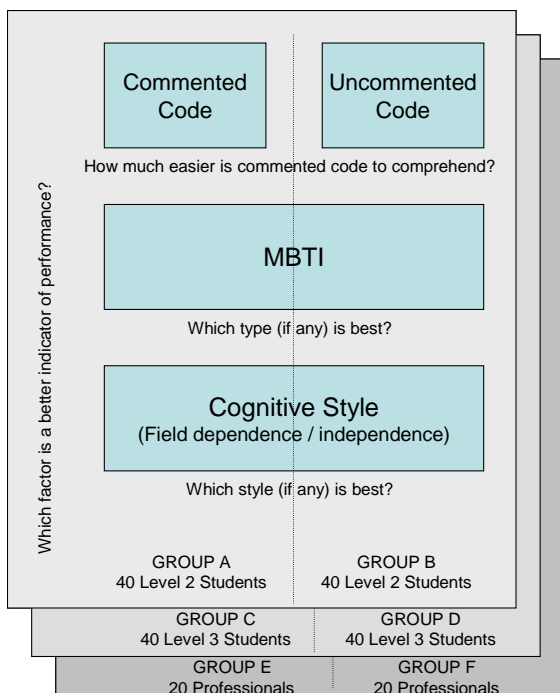 Commented
Code
Uncommented
Code
How much easier is commented code to comprehend?
MBTI
Which type (if any) is best?
Cognitive Style
(Field dependence / independence)
Which style (if any) is best?
Which factor is a better indicator of performance?
GROUP A
40 Level 2 Students
GROUP B
40 Level 2 Students
GROUP C
40 Level 3 Students
GROUP D
40 Level 3 Students
GROUP E
20 Professionals
GROUP F
20 Professionals